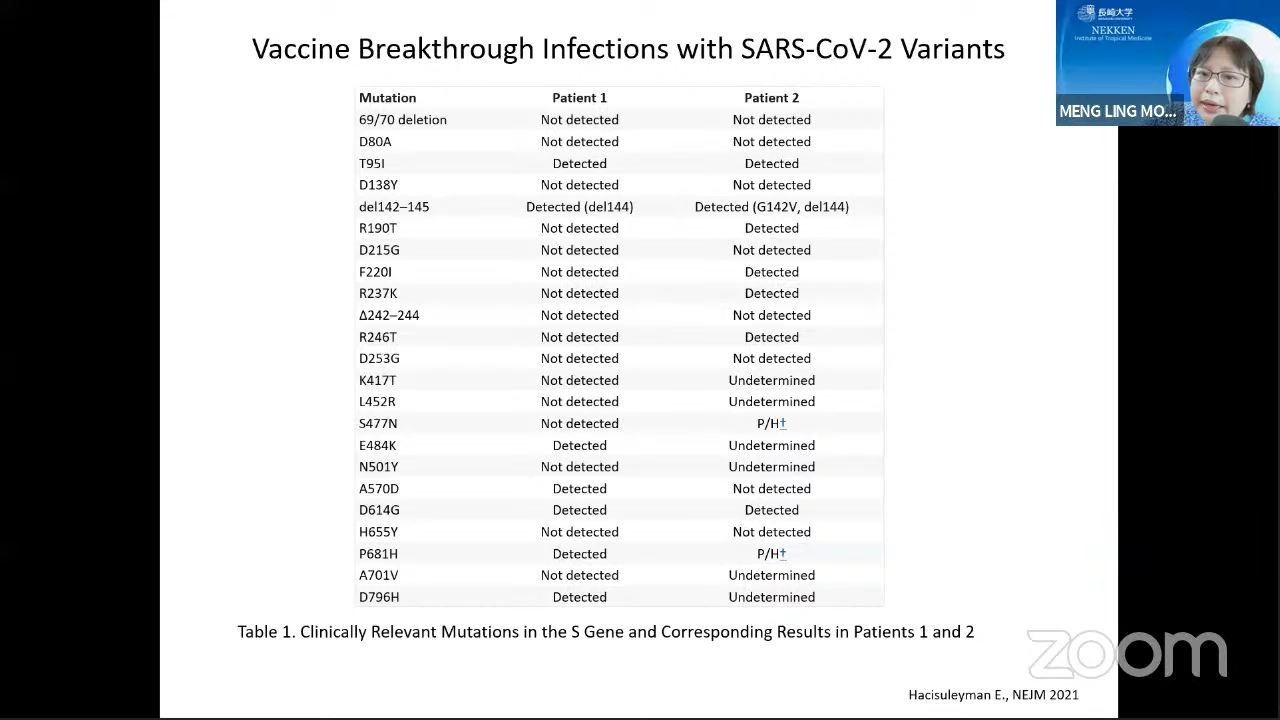 Vaccine Breakthrough Infections with SARS-CoV-2 Variants
長崎大学
NEKKEN
Institute of Tropical Medicine
MENG LING MO...
Mutation Patient 1 Patient 2
69/70 deletion Not detected Not detected
D80A Not detected Not detected
T95I Detected Detected
D138Y Not detected Not detected
del142–145 Detected (del144) Detected (G142V, del144)
R190T Not detected Detected
D215G Not detected Not detected
F220I Not detected Detected
R237K Not detected Detected
Δ242–244 Not detected Not detected
R246T Not detected Detected
D253G Not detected Not detected
K417T Not detected Undetermined
L452R Not detected Undetermined
S477N Not detected P/H†
E484K Detected Undetermined
N501Y Not detected Undetermined
A570D Detected Not detected
D614G Detected Detected
H655Y Not detected Not detected
P681H Detected P/H†
A701V Not detected Undetermined
D796H Detected Undetermined
Table 1. Clinically Relevant Mutations in the S Gene and Corresponding Results in Patients 1 and 2
zoom
Hacisuleyman E., NEJM 2021